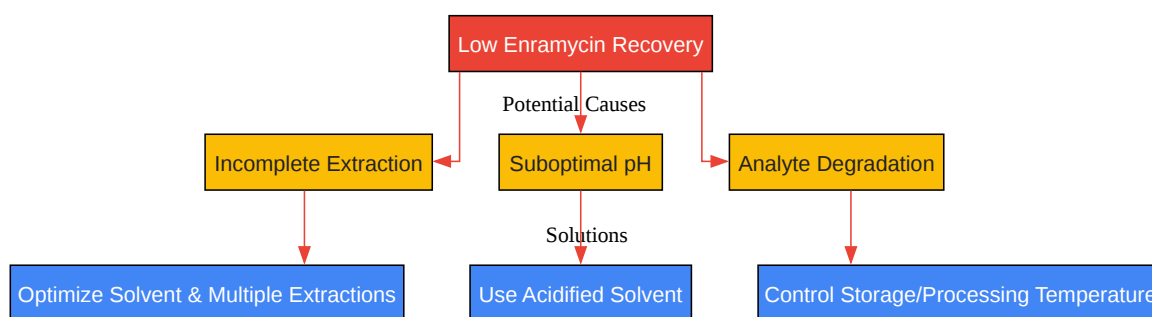 Low Enramycin Recovery
Potential Causes
Incomplete Extraction
Suboptimal pH
Analyte Degradation
Solutions
Optimize Solvent & Multiple Extractions
Use Acidified Solvent
Control Storage/Processing Temperature